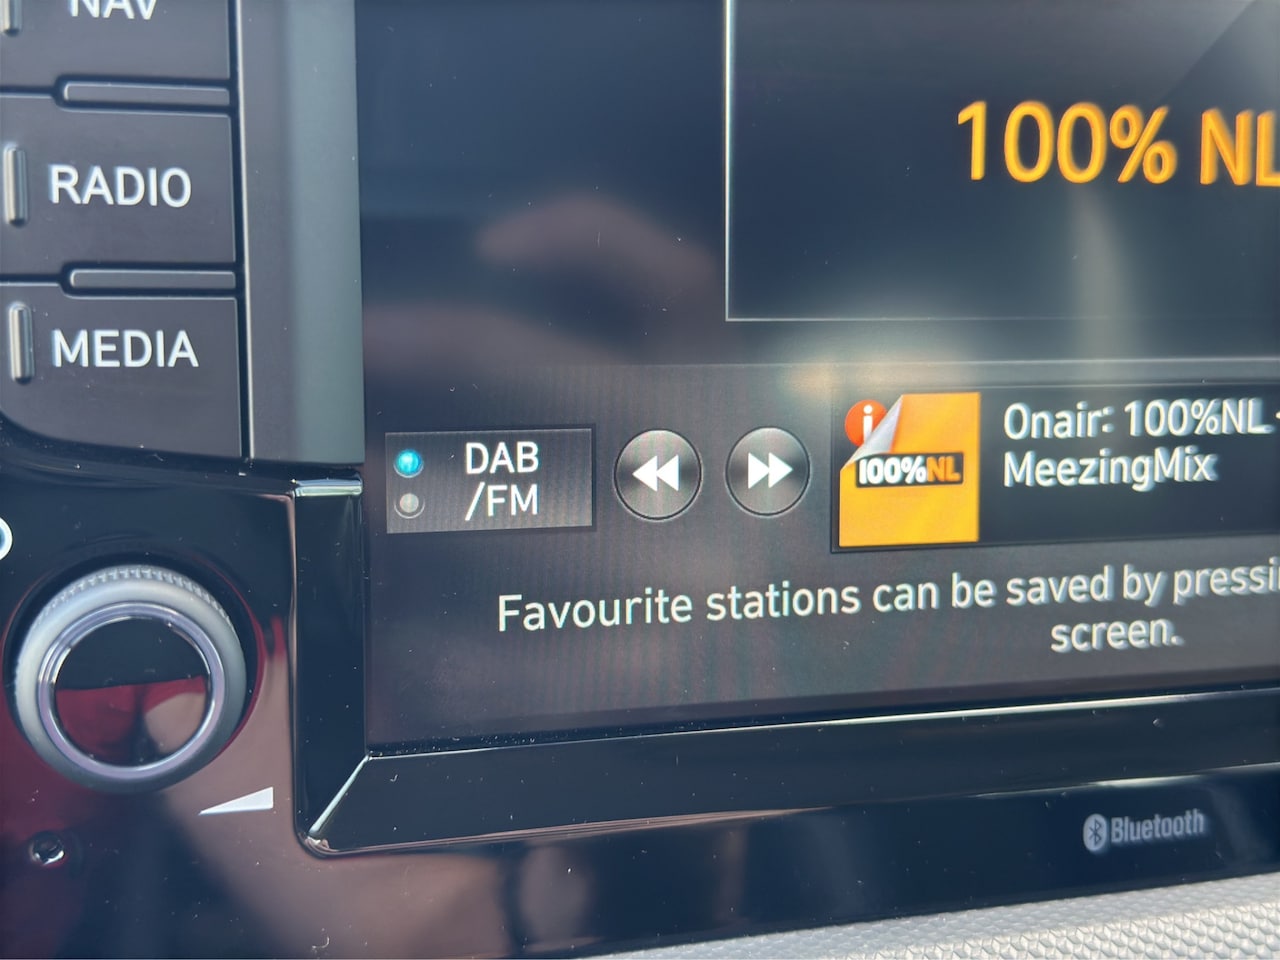 NAV
RADIO
MEDIA
100% NL
DAB
/FM
i
100%NL
Onair: 100%NL -
MeezingMix
Favourite stations can be saved by pressi
screen.
Bluetooth